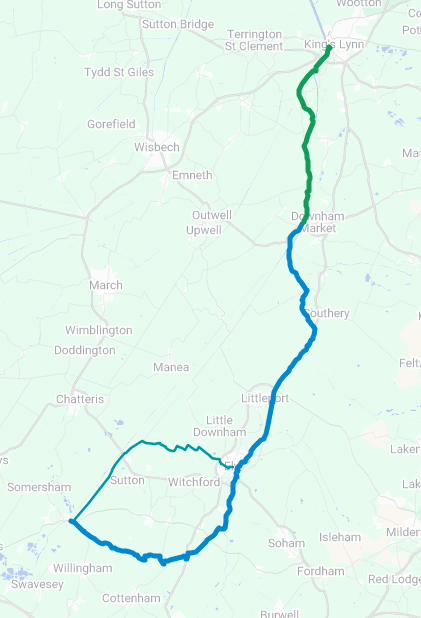 Long Sutton
Wootton
Sutton Bridge
Terrington
St Clement
King's Lynn
Tydd St Giles
Gorefield
Wisbech
Emneth
Outwell
Upwell
Downham
Market
March
Southery
Wimblington
Doddington
Manea
Chatteris
Littleport
Little
Downham
Sutton
Witchford
Somersham
Soham
Isleham
Willingham
Fordham
Swavesey
Red Lodge
Cottenham
Burwell